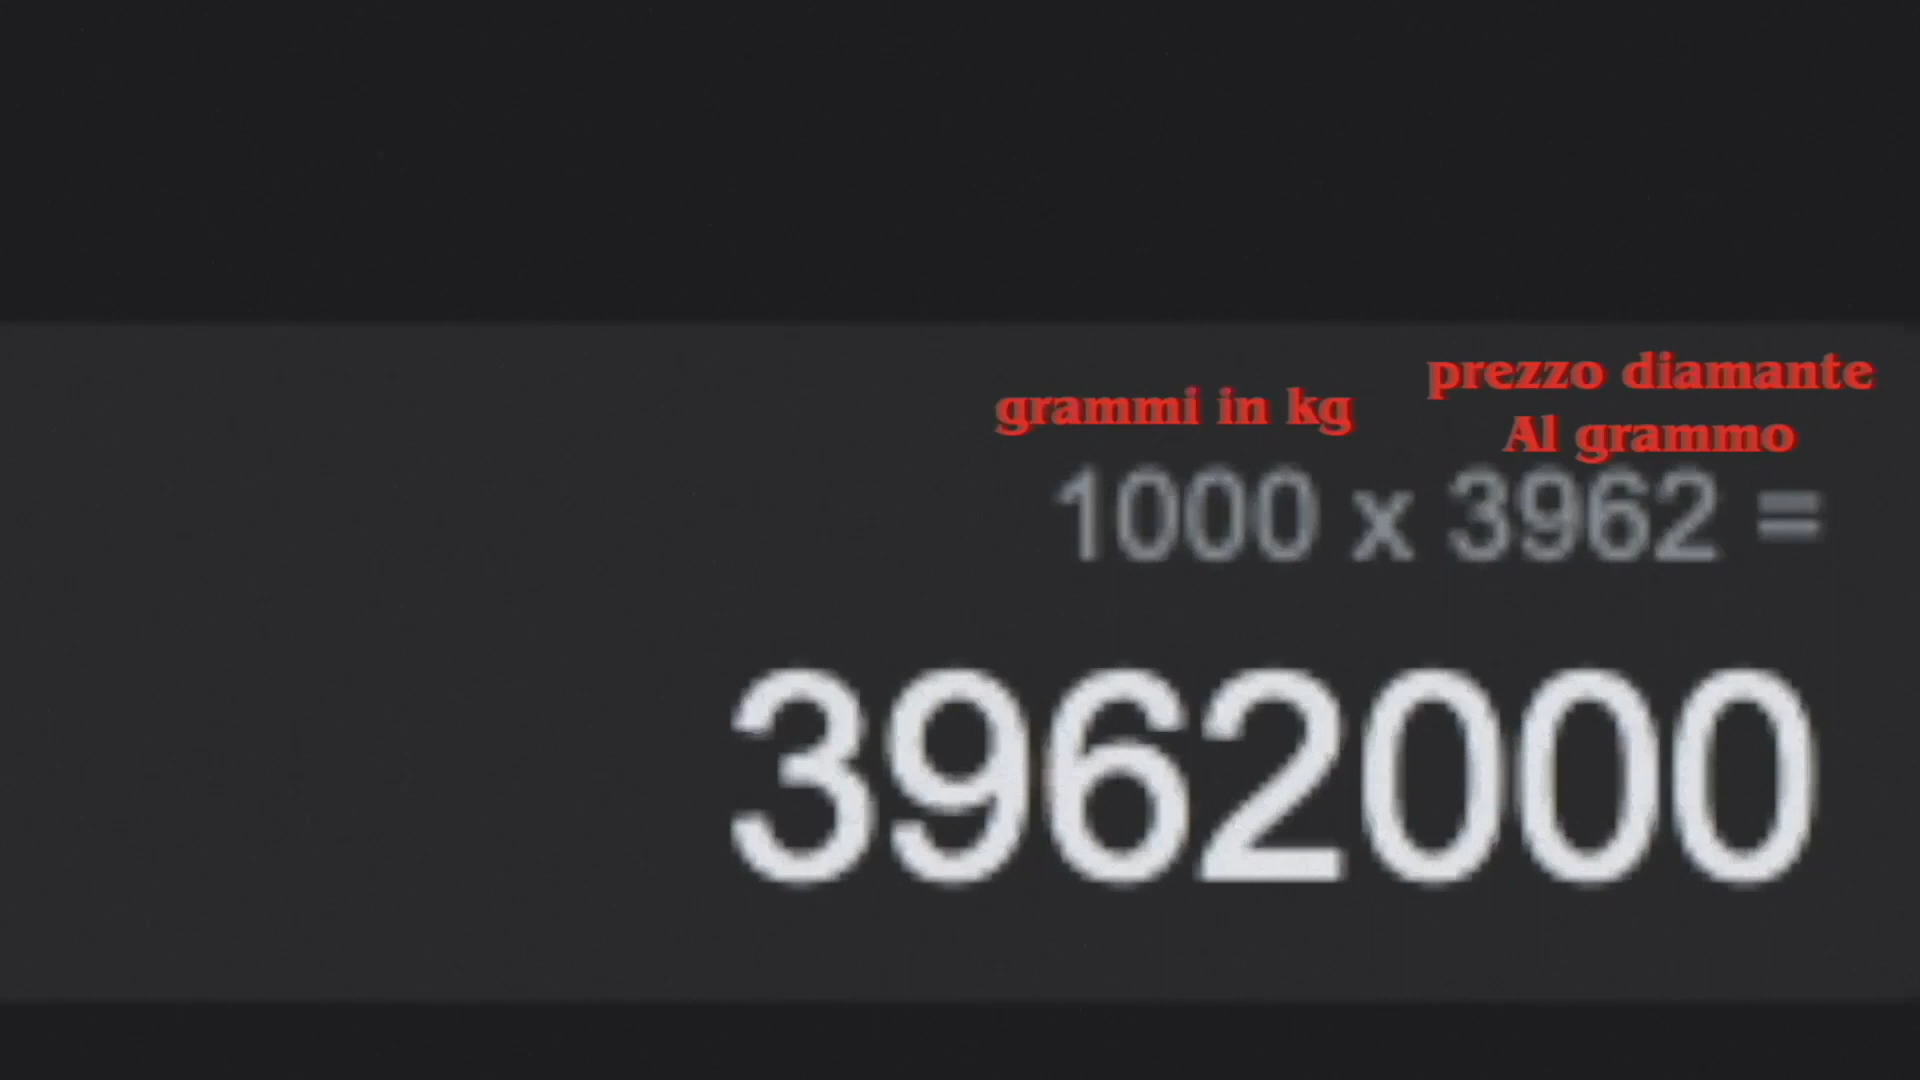 grammi in kg
prezzo diamante
Al grammo
1000 x 3962 =
3962000